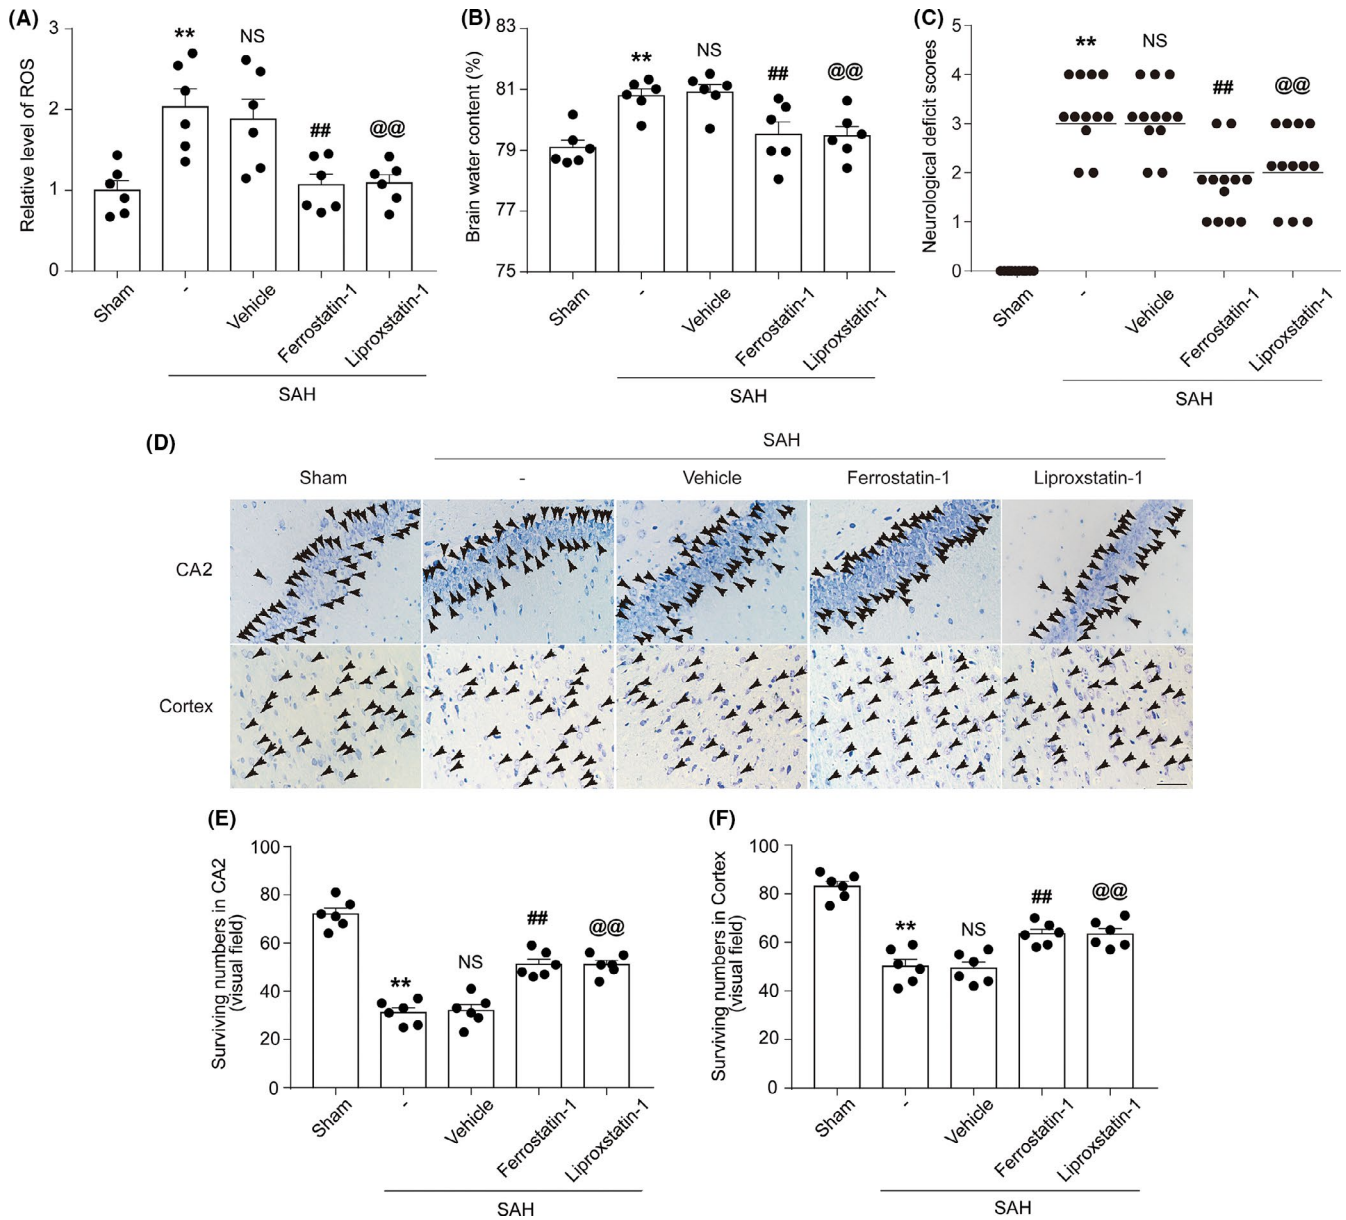 (A)
Relative level of ROS
3
2
1
0
**
NS
##
@@
Sham
-
Vehicle
Ferrostatin-1
Liproxstatin-1
SAH
(B)
Brain water content (%)
83
81
79
77
75
**
NS
##
@@
Sham
-
Vehicle
Ferrostatin-1
Liproxstatin-1
SAH
(C)
Neurological deficit scores
5
4
3
2
1
0
**
NS
##
@@
Sham
-
Vehicle
Ferrostatin-1
Liproxstatin-1
SAH
(D)
SAH
Sham
-
Vehicle
Ferrostatin-1
Liproxstatin-1
CA2
Cortex
(E)
Surviving numbers in CA2
(visual field)
100
80
60
40
20
0
**
NS
##
@@
Sham
-
Vehicle
Ferrostatin-1
Liproxstatin-1
SAH
(F)
Surviving numbers in Cortex
(visual field)
100
80
60
40
20
0
**
NS
##
@@
Sham
-
Vehicle
Ferrostatin-1
Liproxstatin-1
SAH